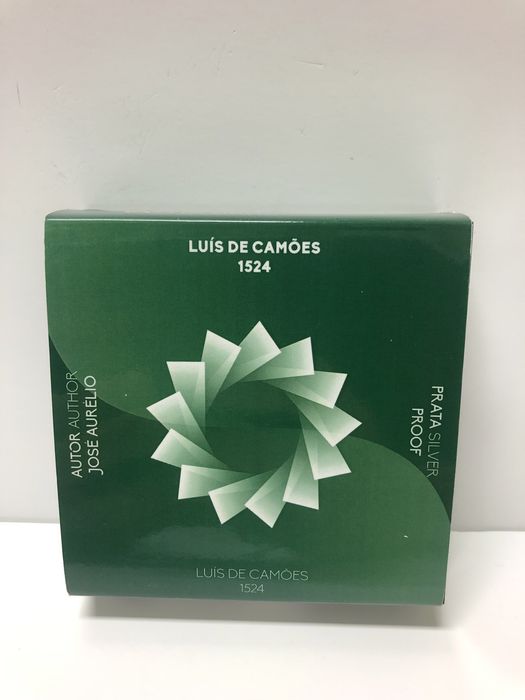 LUÍS DE CAMÕES
1524
AUTOR AUTHOR
JOSÉ AURÉLIO
PRATA SILVER
PROOF
LUÍS DE CAMÕES
1524